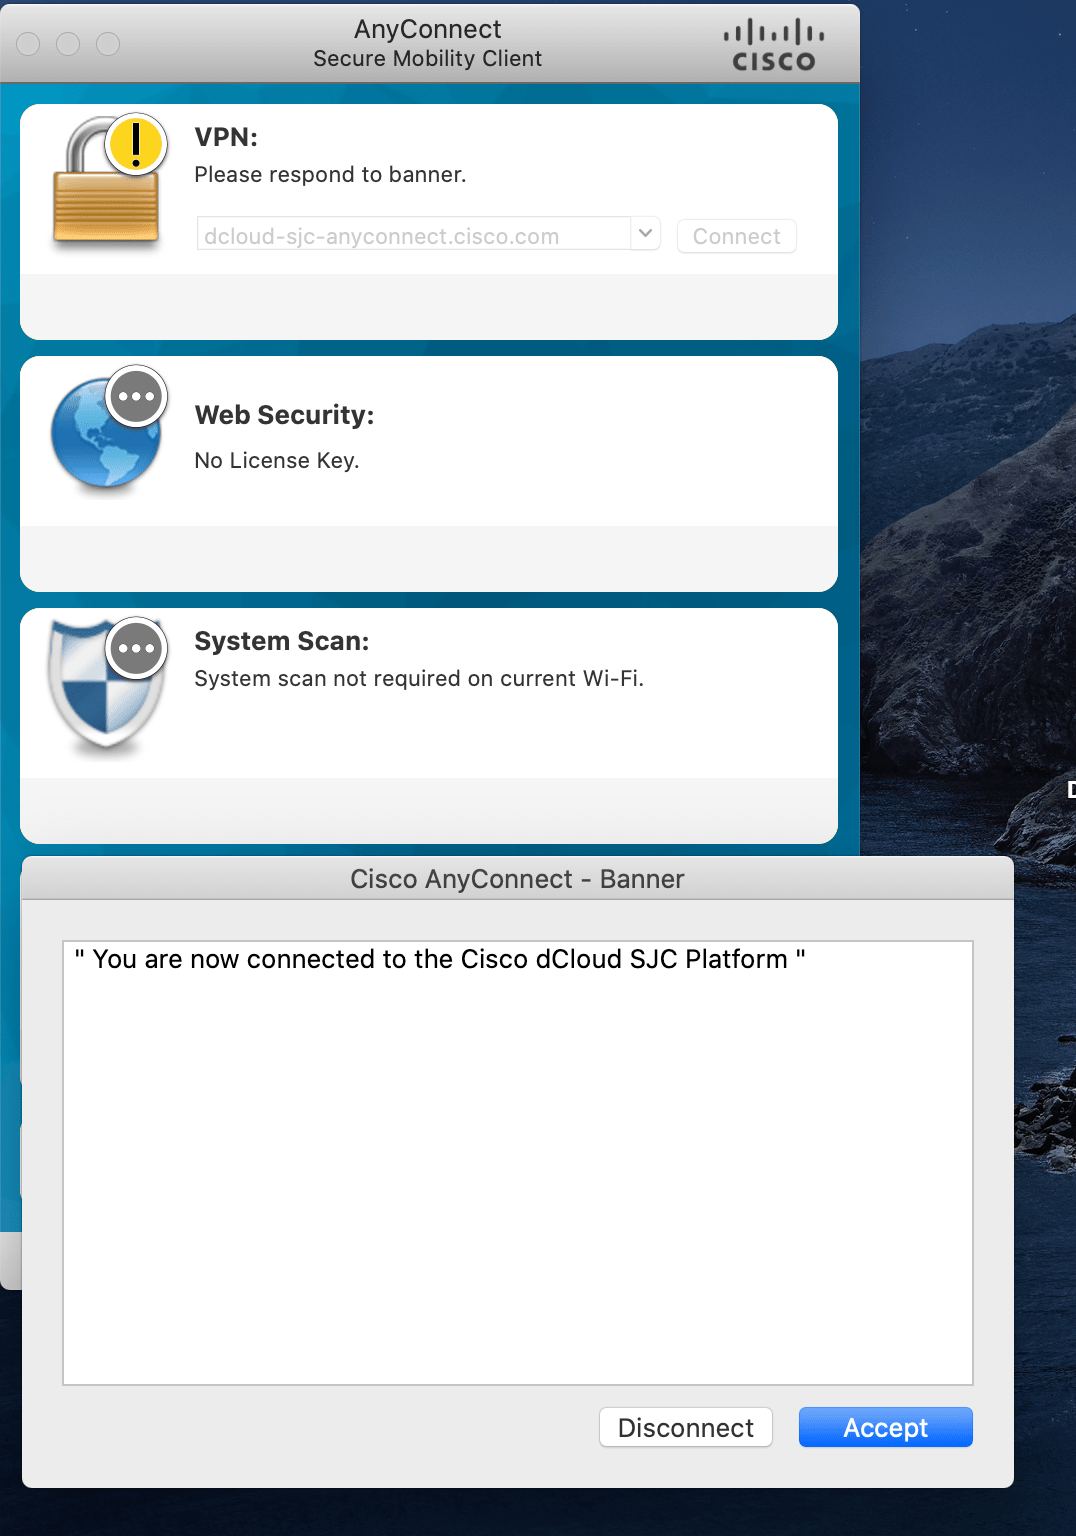 AnyConnect
Secure Mobility Client
CISCO
VPN:
Please respond to banner.
dcloud-sjc-anyconnect.cisco.com
Connect
Web Security:
No License Key.
System Scan:
System scan not required on current Wi-Fi.
Cisco AnyConnect - Banner
" You are now connected to the Cisco dCloud SJC Platform "
Disconnect
Accept